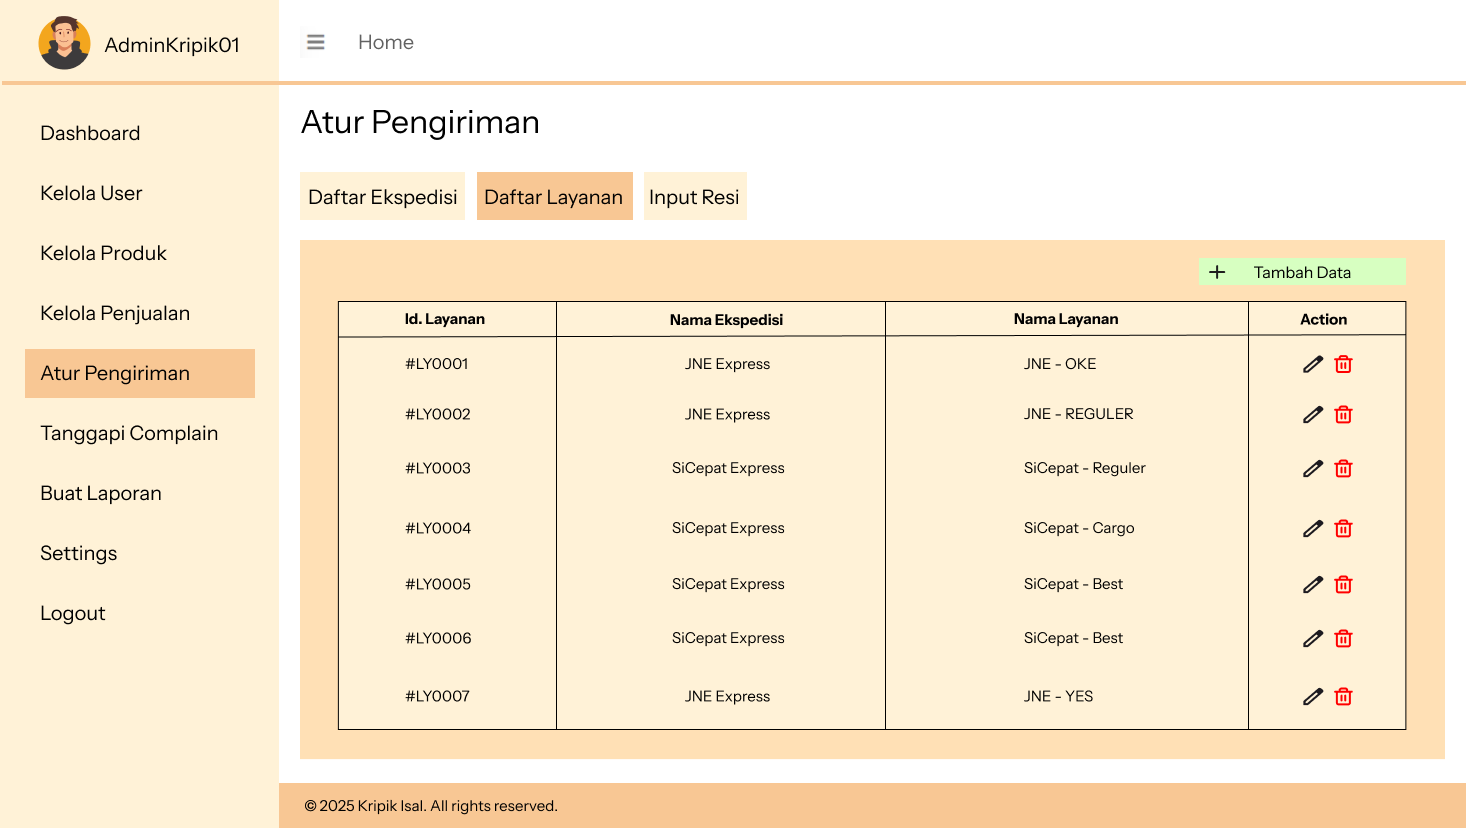 AdminKripik01
Home
Dashboard
Kelola User
Kelola Produk
Kelola Penjualan
Atur Pengiriman
Tanggapi Complain
Buat Laporan
Settings
Logout
Atur Pengiriman
Daftar Ekspedisi Daftar Layanan Input Resi
+ Tambah Data
Id. Layanan Nama Ekspedisi Nama Layanan Action
#LY0001 JNE Express JNE - OKE
#LY0002 JNE Express JNE - REGULER
#LY0003 SiCepat Express SiCepat - Reguler
#LY0004 SiCepat Express SiCepat - Cargo
#LY0005 SiCepat Express SiCepat - Best
#LY0006 SiCepat Express SiCepat - Best
#LY0007 JNE Express JNE - YES
© 2025 Kripik Isal. All rights reserved.